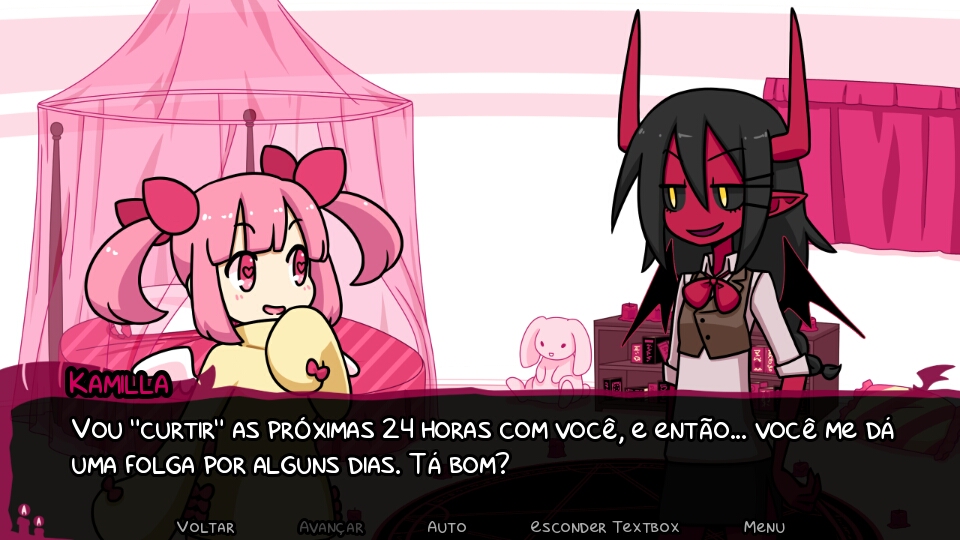 Kamilla
Vou "curtir" as próximas 24 horas com você, e então... você me dá
uma folga por alguns dias. Tá bom?
Voltar Avançar Auto Esconder Textbox Menu